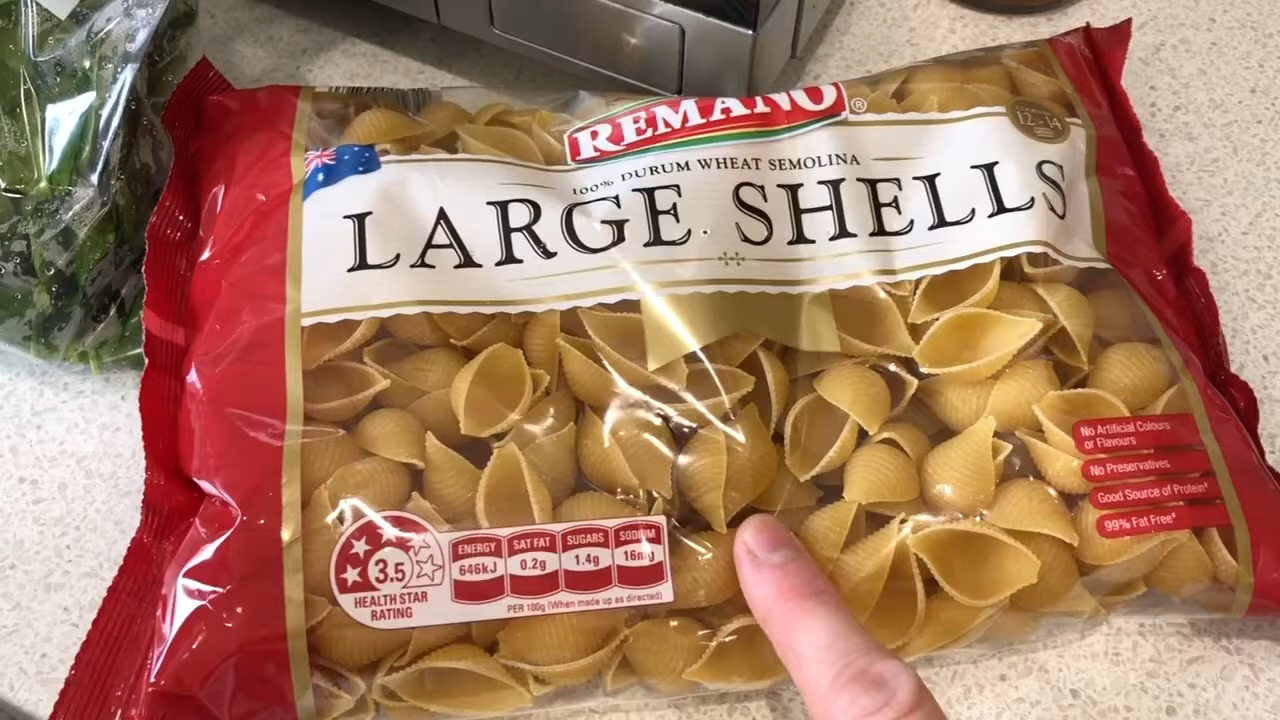 REMANO®
12-14
100% DURUM WHEAT SEMOLINA
LARGE SHELLS
No Artificial Colours
or Flavours
No Preservatives
Good Source of Protein*
99% Fat Free*
3.5
HEALTH STAR
RATING
ENERGY
646kJ
SAT FAT
0.2g
SUGARS
1.4g
SODIUM
16mg
PER 100g (When made up as directed)